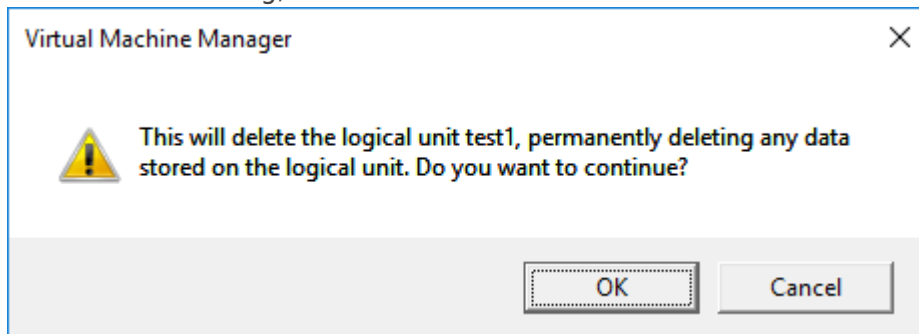 Virtual Machine Manager
This will delete the logical unit test1, permanently deleting any data
stored on the logical unit. Do you want to continue?
OK
Cancel